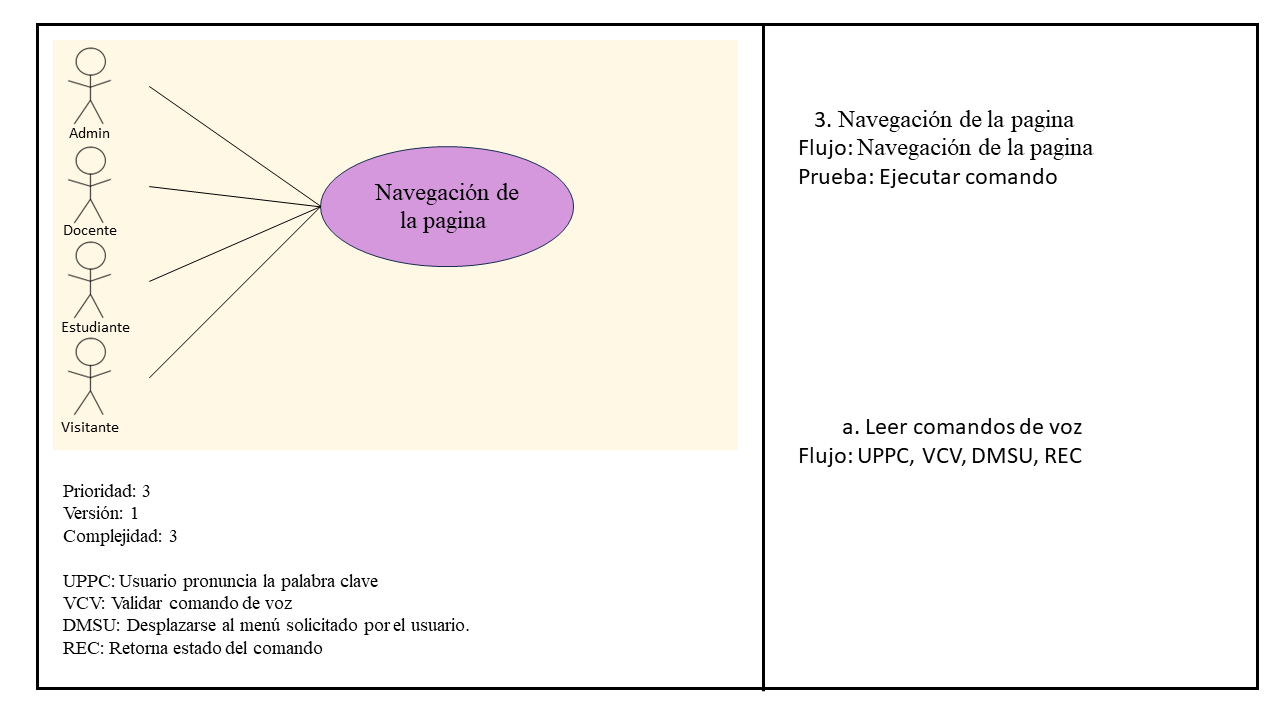 Admin
Docente
Estudiante
Visitante
Navegación de
la pagina
Prioridad: 3
Versión: 1
Complejidad: 3
UPPC: Usuario pronuncia la palabra clave
VCV: Validar comando de voz
DMSU: Desplazarse al menú solicitado por el usuario.
REC: Retorna estado del comando
3. Navegación de la pagina
Flujo: Navegación de la pagina
Prueba: Ejecutar comando
a. Leer comandos de voz
Flujo: UPPC, VCV, DMSU, REC